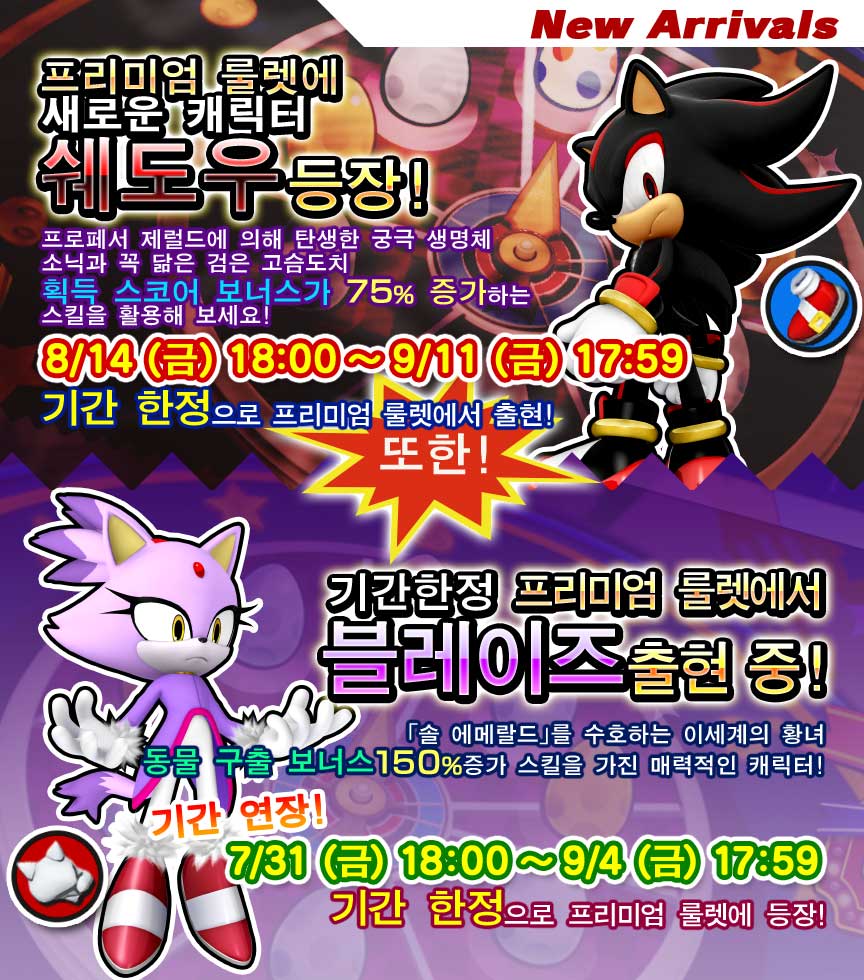 New Arrivals
프리미엄 룰렛에
새로운 캐릭터
쉐도우 등장!
프로페서 제럴드에 의해 탄생한 궁극 생명체
소닉과 꼭 닮은 검은 고슴도치
획득 스코어 보너스가 75% 증가하는
스킬을 활용해 보세요!
8/14 (금) 18:00 ~ 9/11 (금) 17:59
기간 한정으로 프리미엄 룰렛에서 출현!
또한!
기간한정 프리미엄 룰렛에서
블레이즈 출현 중!
「솔 에메랄드」를 수호하는 이세계의 황녀
동물 구출 보너스150%증가 스킬을 가진 매력적인 캐릭터!
기간 연장!
7/31 (금) 18:00 ~ 9/4 (금) 17:59
기간 한정으로 프리미엄 룰렛에 등장!